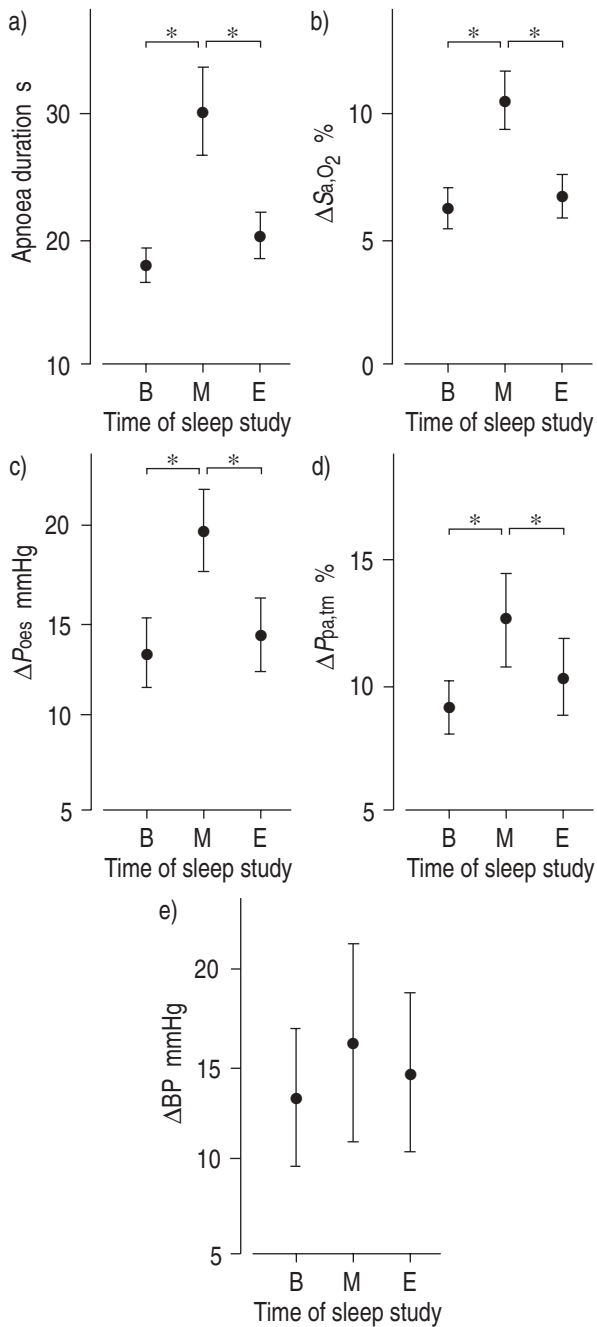 a)
* *
Apnoea duration s
30
20
10
B M E
Time of sleep study
b)
* *
ΔSa,O2 %
10
5
0
B M E
Time of sleep study
c)
* *
ΔPoes mmHg
20
15
10
5
B M E
Time of sleep study
d)
* *
ΔPpa,tm %
15
10
5
B M E
Time of sleep study
e)
ΔBP mmHg
20
15
10
5
B M E
Time of sleep study